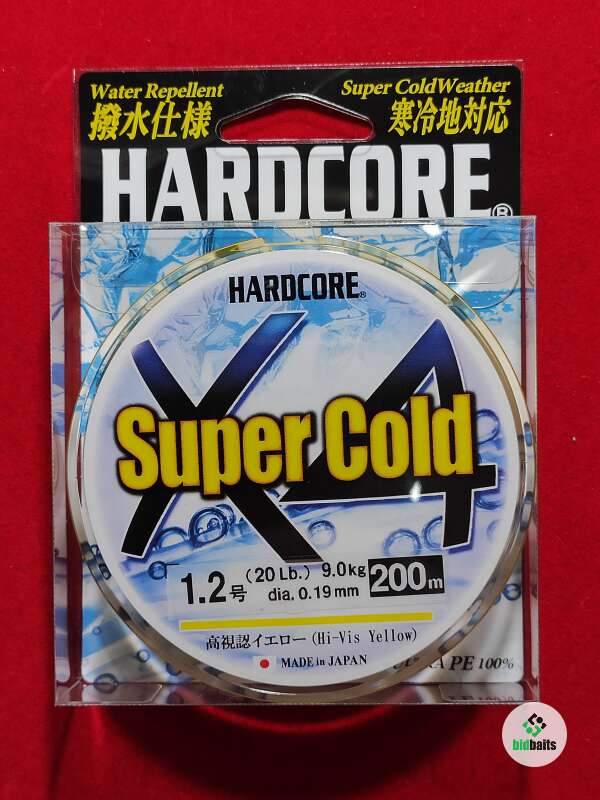 Water Repellent
撥水仕様
Super ColdWeather
寒冷地対応
HARDCORE®
HARDCORE®
X4
Super Cold
1.2号 (20Lb.) 9.0kg dia. 0.19mm 200m
高視認イエロー(Hi-Vis Yellow)
MADE in JAPAN
PE 100%
bidbaits